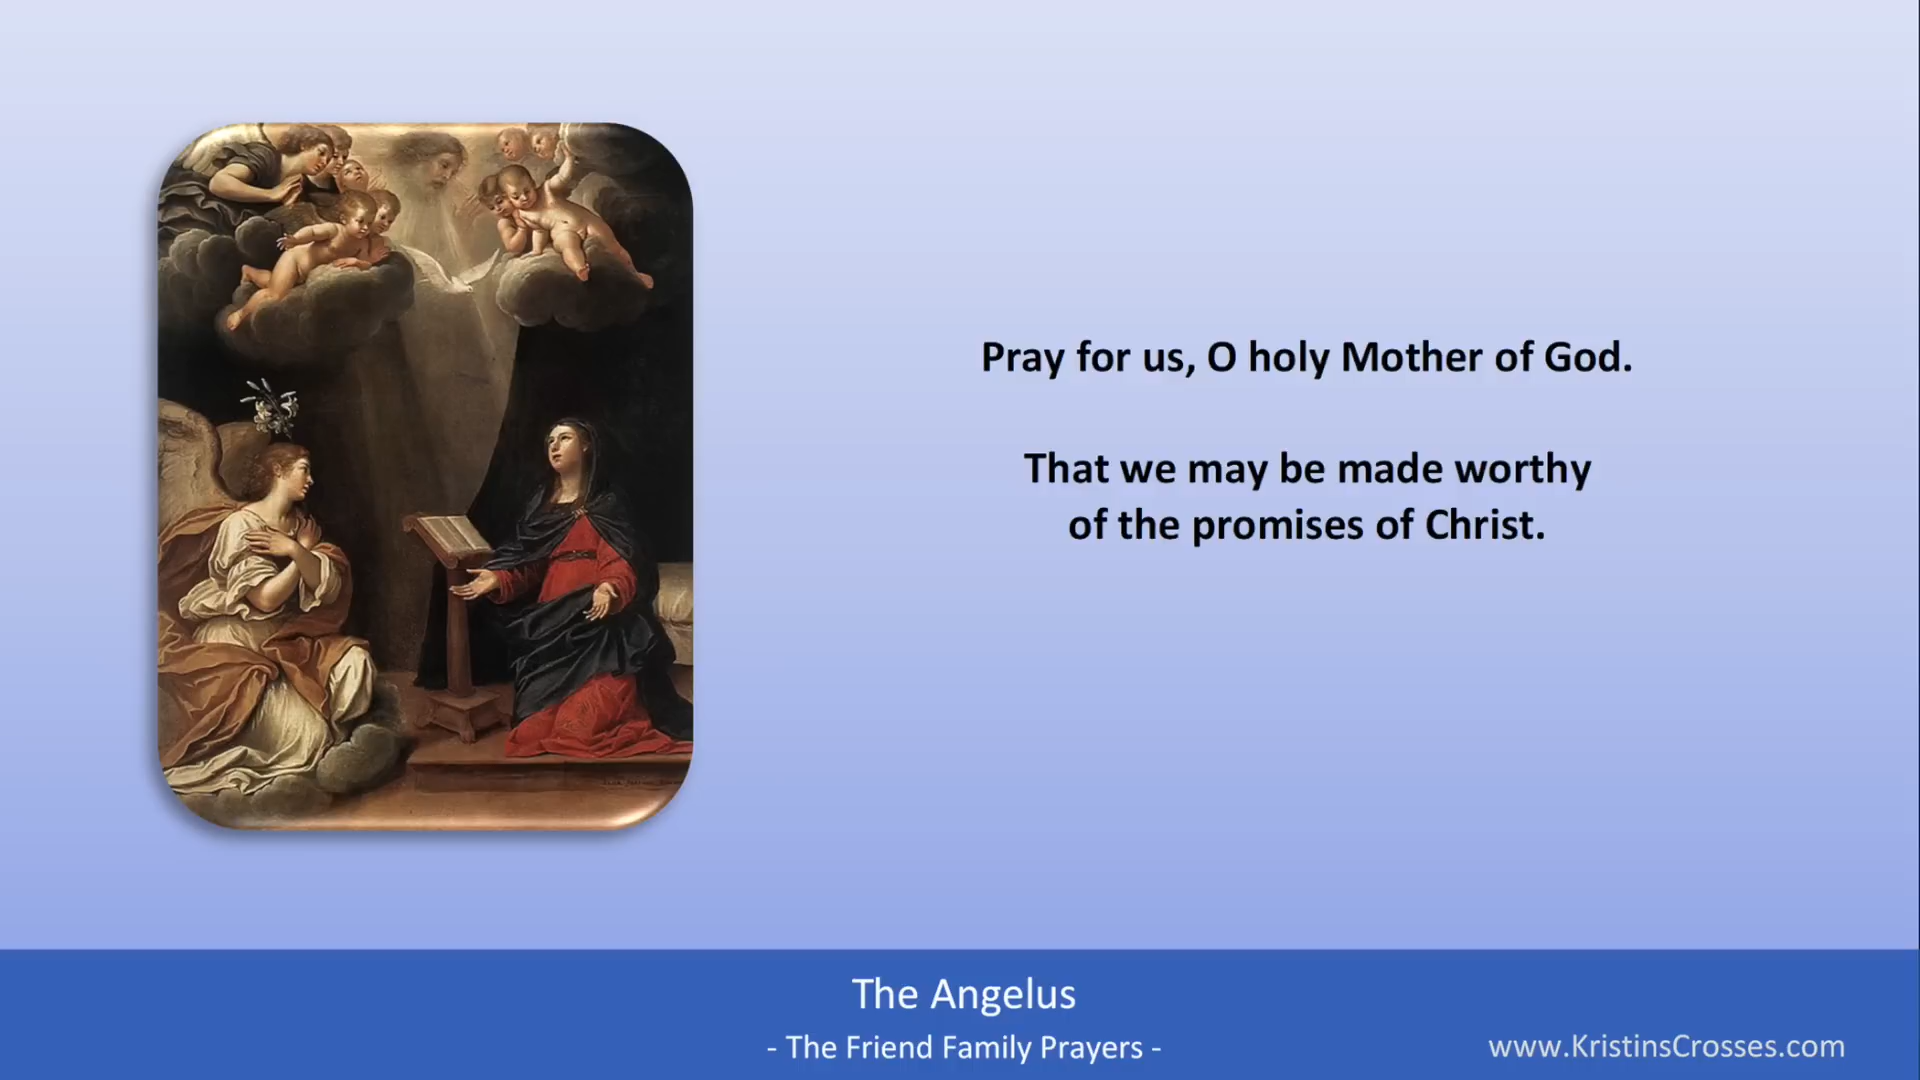 Pray for us, O holy Mother of God.
That we may be made worthy
of the promises of Christ.
The Angelus
- The Friend Family Prayers -
www.KristinsCrosses.com